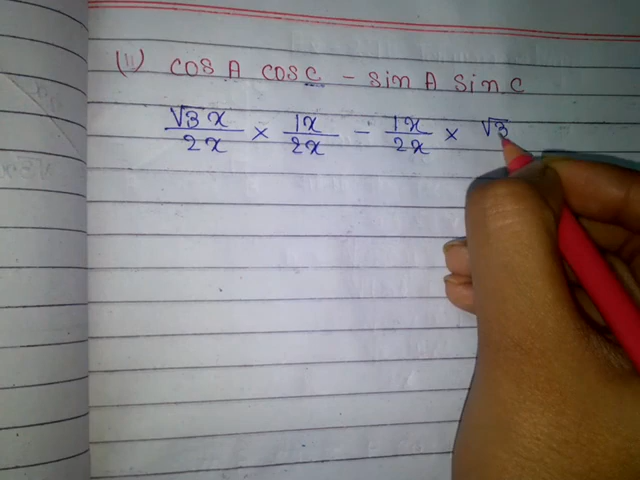 (ii) cos A cos C - sin A sin C
√3x/2x × 1x/2x - 1x/2x × √3